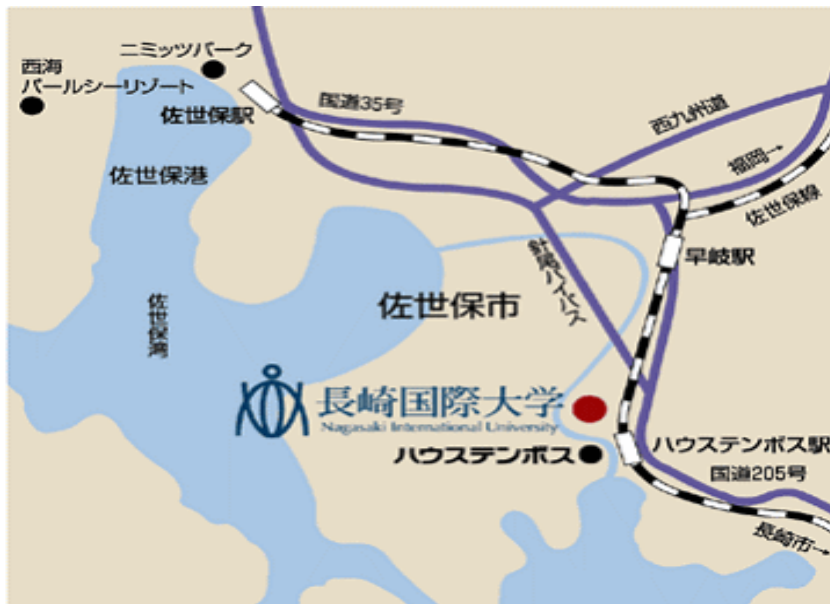 ニミッツパーク
西海
パールシーリゾート
佐世保駅
国道35号
西九州道
福岡→
佐世保線
佐世保港
早岐駅
針尾バイパス
佐世保市
佐世保湾
長崎国際大学
Nagasaki International University
ハウステンボス
ハウステンボス駅
国道205号
長崎市→